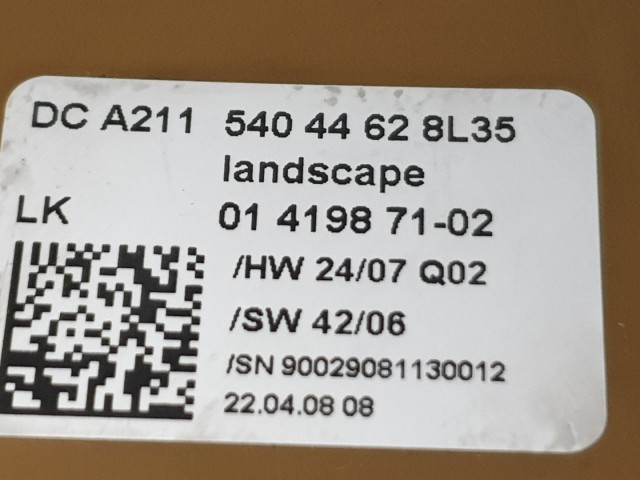 DC A211 540 44 62 8L35
landscape
LK 01 4198 71-02
/HW 24/07 Q02
/SW 42/06
/SN 90029081130012
22.04.08 08